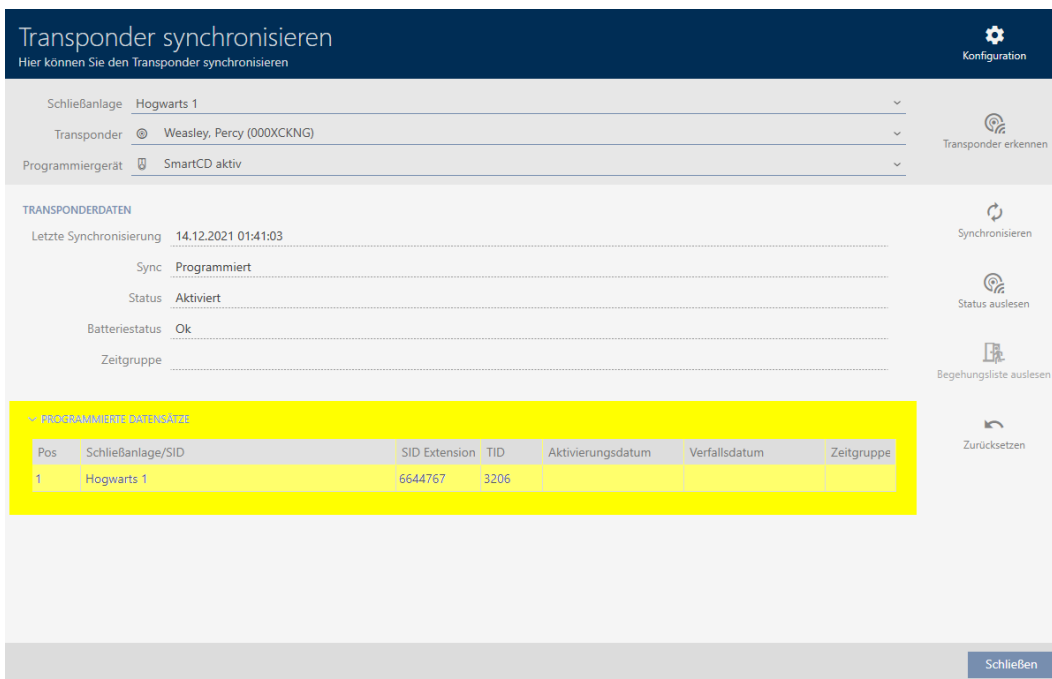 Transponder synchronisieren
Hier können Sie den Transponder synchronisieren
Konfiguration
Schließanlage Hogwarts 1
Transponder Weasley, Percy (000XCKNG)
Programmiergerät SmartCD aktiv
Transponder erkennen
TRANSPONDERDATEN
Letzte Synchronisierung 14.12.2021 01:41:03
Sync Programmiert
Status Aktiviert
Batteriestatus Ok
Zeitgruppe
Synchronisieren
Status auslesen
Begehungsliste auslesen
Zurücksetzen
PROGRAMMIERTE DATENSÄTZE
Pos Schließanlage/SID SID Extension TID Aktivierungsdatum Verfallsdatum Zeitgruppe
1 Hogwarts 1 6644767 3206
Schließen